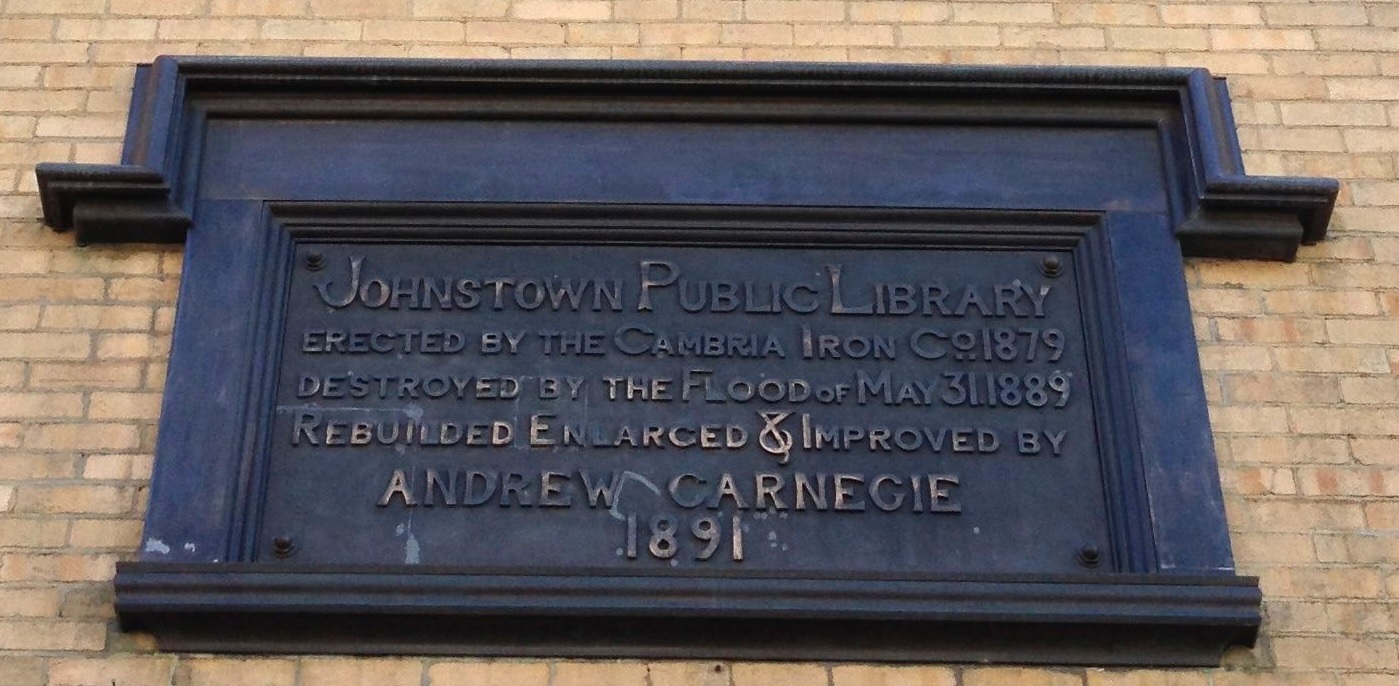 JOHNSTOWN PUBLIC LIBRARY
ERECTED BY THE CAMBRIA IRON CO. 1879
DESTROYED BY THE FLOOD OF MAY 31.1889
REBUILDED ENLARGED & IMPROVED BY
ANDREW CARNEGIE
1891